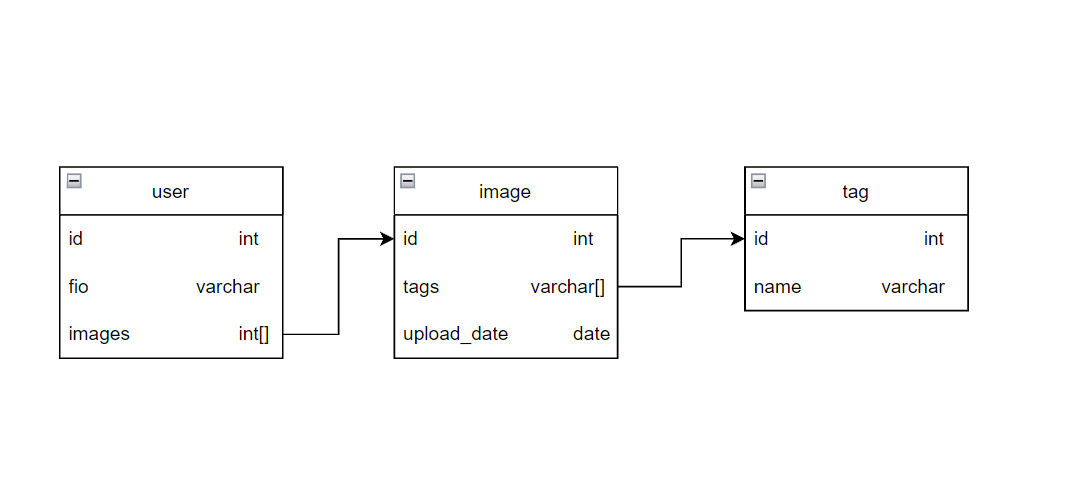 user
id int
fio varchar
images int[]
image
id int
tags varchar[]
upload_date date
tag
id int
name varchar